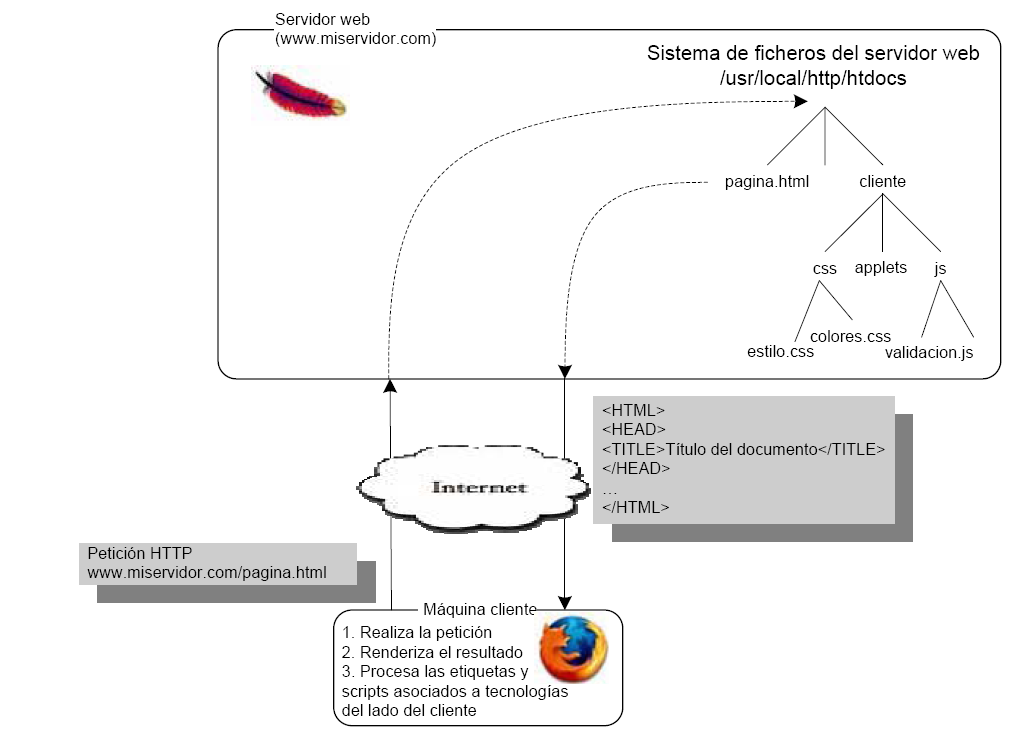 Servidor web
(www.miservidor.com)
Sistema de ficheros del servidor web
/usr/local/http/htdocs
pagina.html
cliente
css
applets
js
colores.css
estilo.css
validacion.js
<HTML>
<HEAD>
<TITLE>Título del documento</TITLE>
</HEAD>
...
</HTML>
Internet
Petición HTTP
www.miservidor.com/pagina.html
Máquina cliente
1. Realiza la petición
2. Renderiza el resultado
3. Procesa las etiquetas y
scripts asociados a tecnologías
del lado del cliente